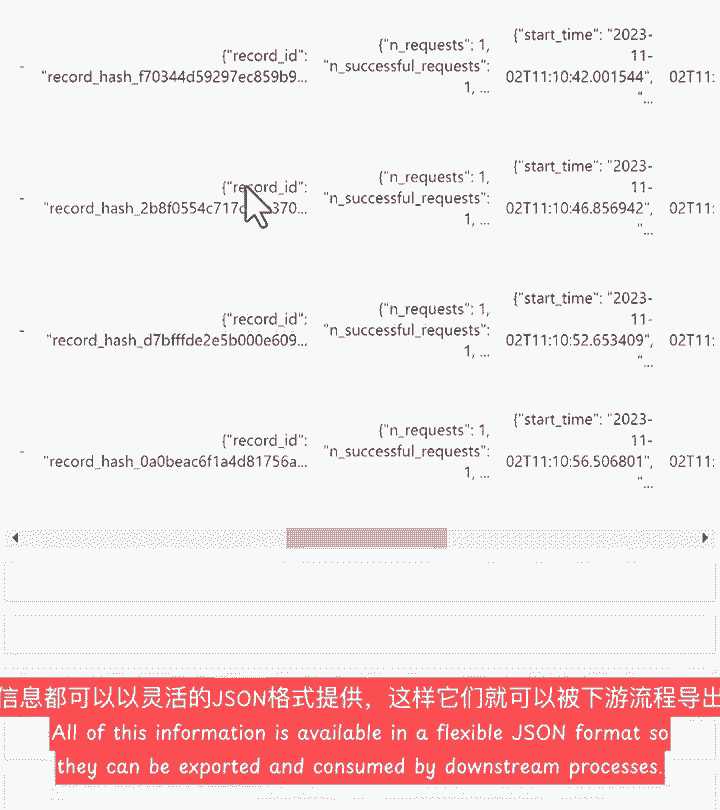 {"record_id":
"record_hash_f70344d59297ec859b9...
{"n_requests": 1,
"n_successful_requests":
1, ...
{"start_time": "2023-
11-
02T11:10:42.001544",
"...
02T11:
-
{"record_id":
"record_hash_2b8f0554c717
370...
{"n_requests": 1,
"n_successful_requests":
1, ...
{"start_time": "2023-
11-
02T11:10:46.856942",
"...
02T11:
-
{"record_id":
"record_hash_d7bfffde2e5b000e609...
{"n_requests": 1,
"n_successful_requests":
1, ...
{"start_time": "2023-
11-
02T11:10:52.653409",
"...
02T11:
-
{"record_id":
"record_hash_0a0beac6f1a4d81756a...
{"n_requests": 1,
"n_successful_requests":
1, ...
{"start_time": "2023-
11-
02T11:10:56.506801",
"...
02T11:
信息都可以以灵活的JSON格式提供，这样它们就可以被下游流程导出
All of this information is available in a flexible JSON format so
they can be exported and consumed by downstream processes.